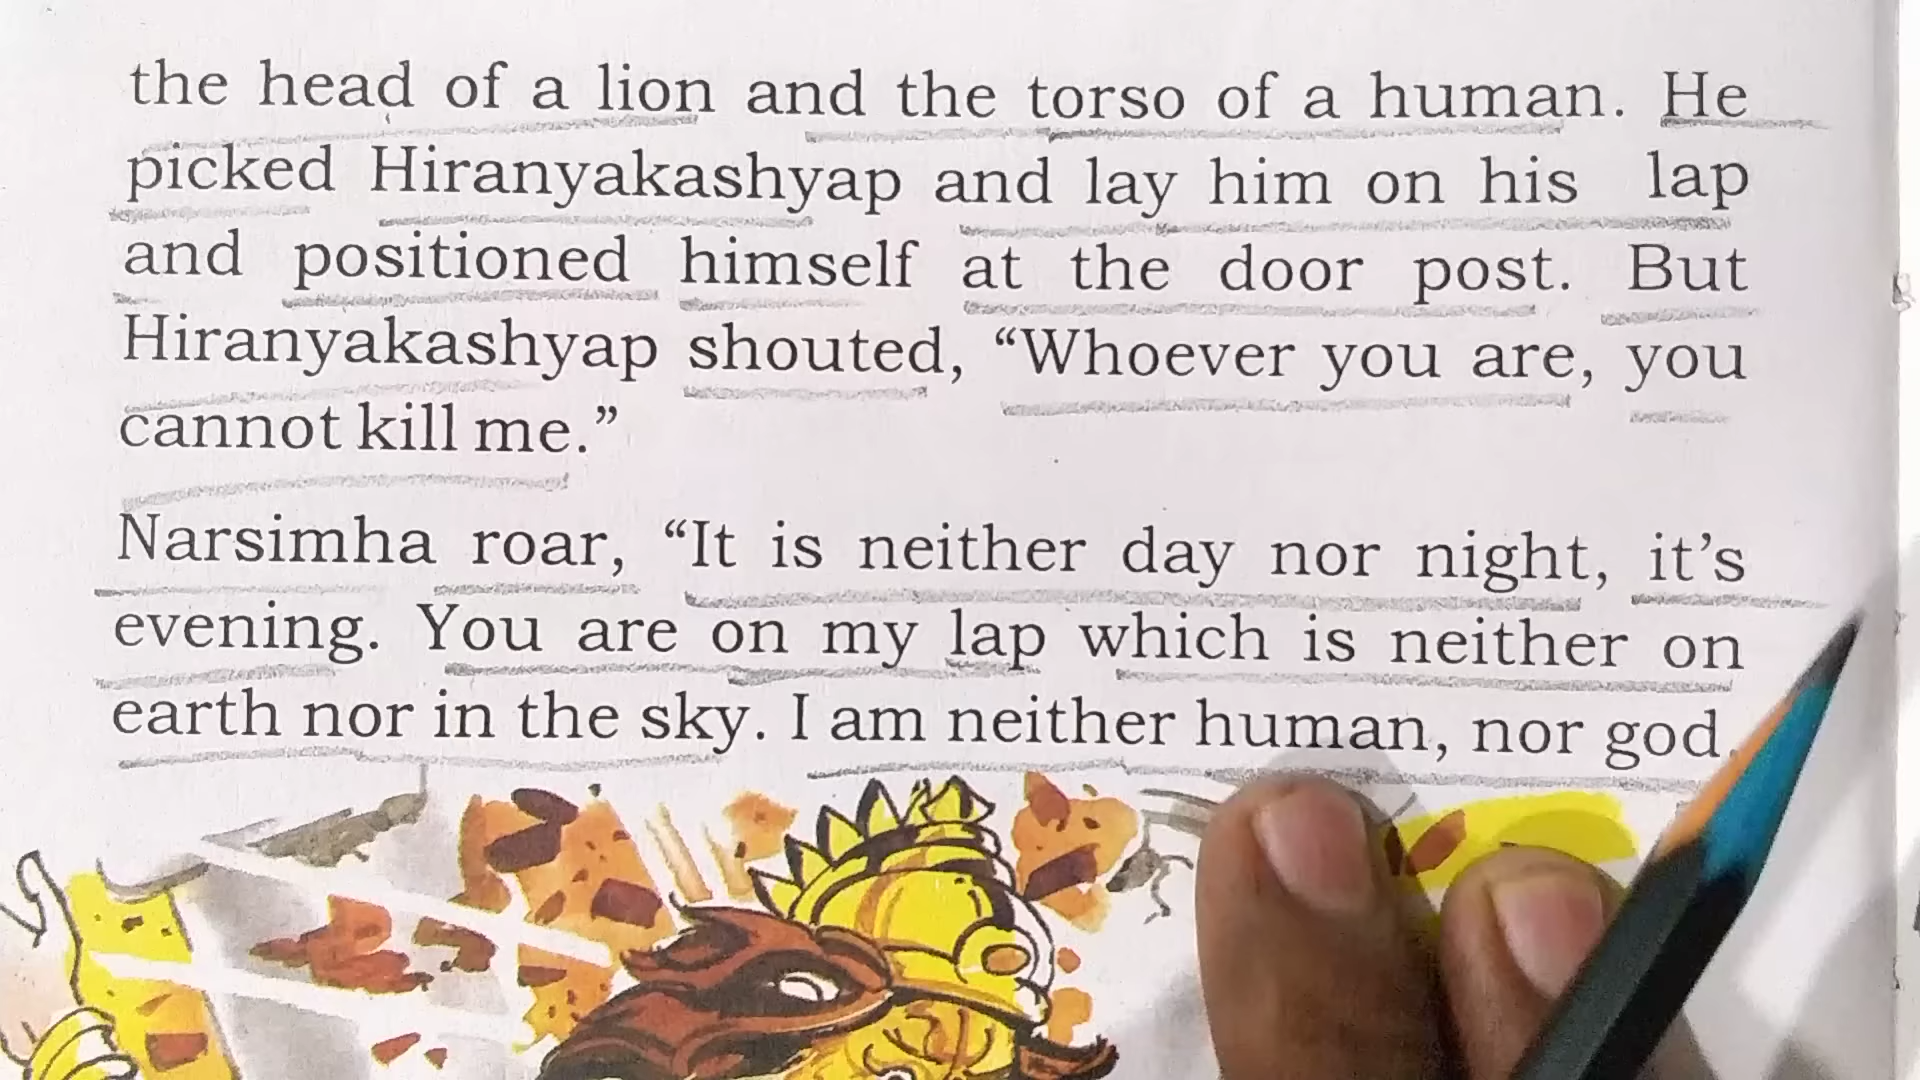 the head of a lion and the torso of a human. He
picked Hiranyakashyap and lay him on his lap
and positioned himself at the door post. But
Hiranyakashyap shouted, “Whoever you are, you
cannot kill me.”
Narsimha roar, “It is neither day nor night, it’s
evening. You are on my lap which is neither on
earth nor in the sky. I am neither human, nor god.